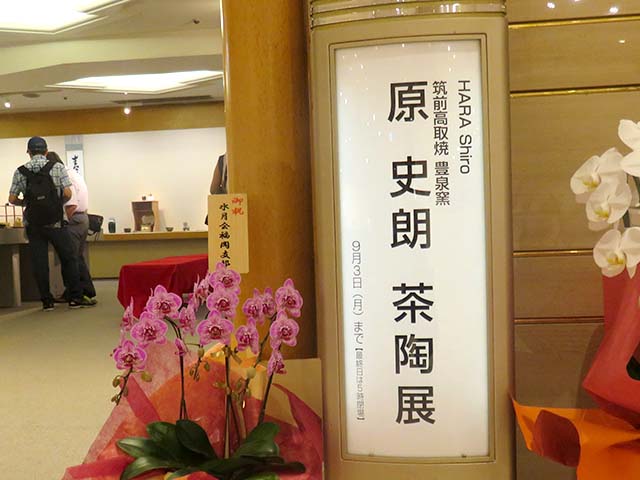 HARA Shiro
筑前高取焼 豊泉窯
原 史朗 茶陶展
9月3日(月)まで【最終日は5時閉場】
御祝